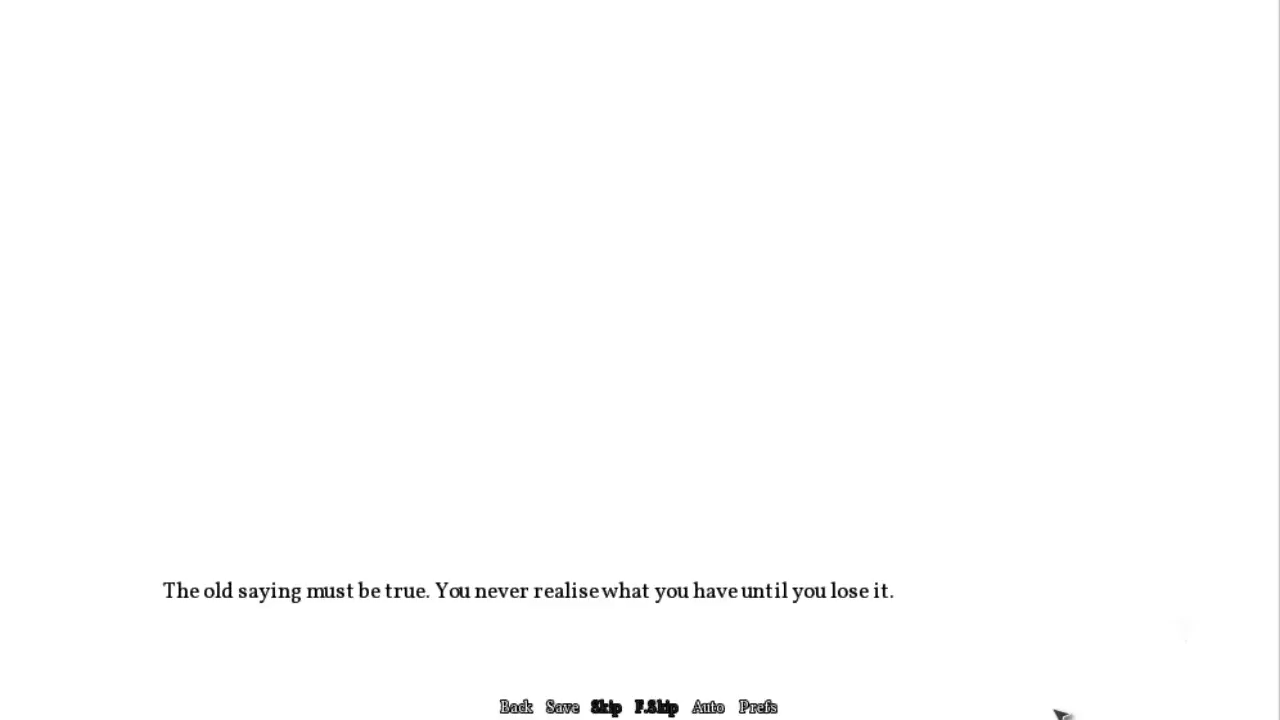 The old saying must be true. You never realise what you have until you lose it.
Back Save Skip F.Skip Auto Prefs